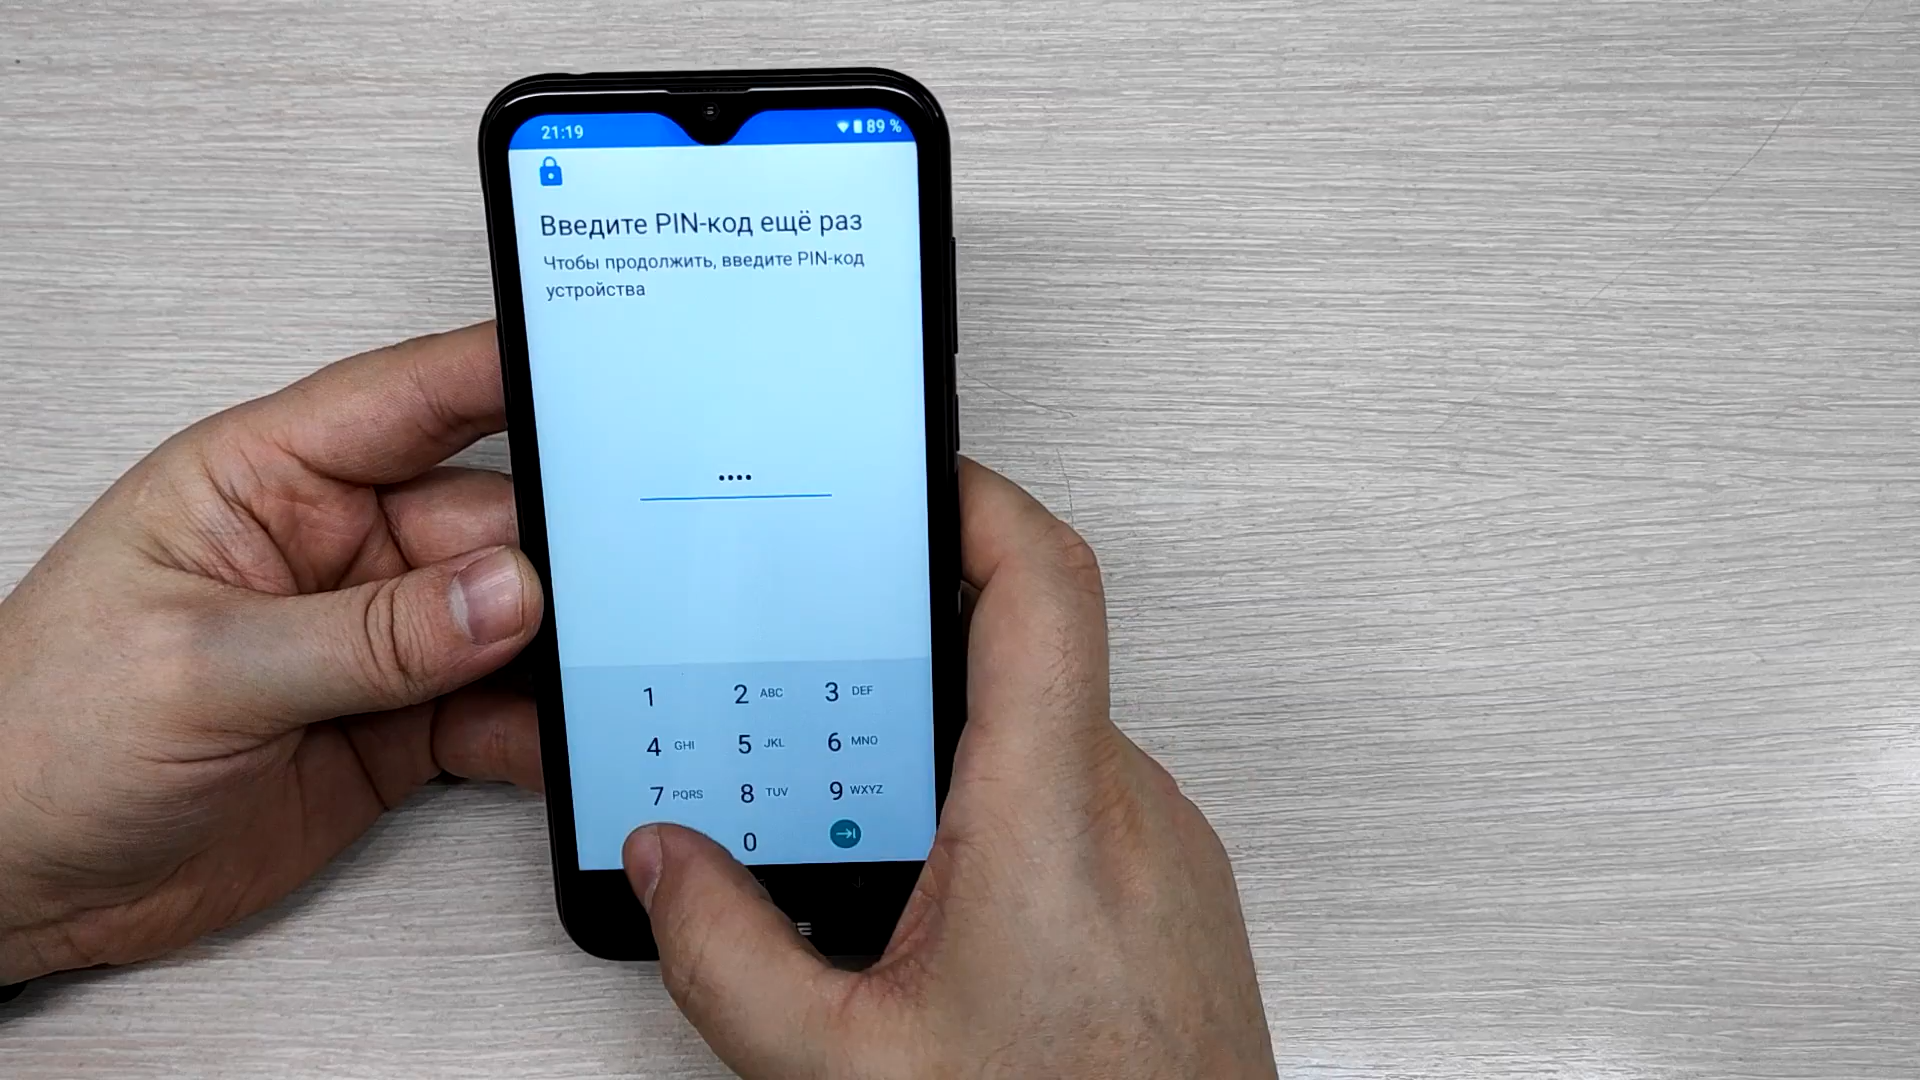 21:19 89 %
Введите PIN-код ещё раз
Чтобы продолжить, введите PIN-код
устройства
1 2 ABC 3 DEF
4 GHI 5 JKL 6 MNO
7 PQRS 8 TUV 9 WXYZ
0